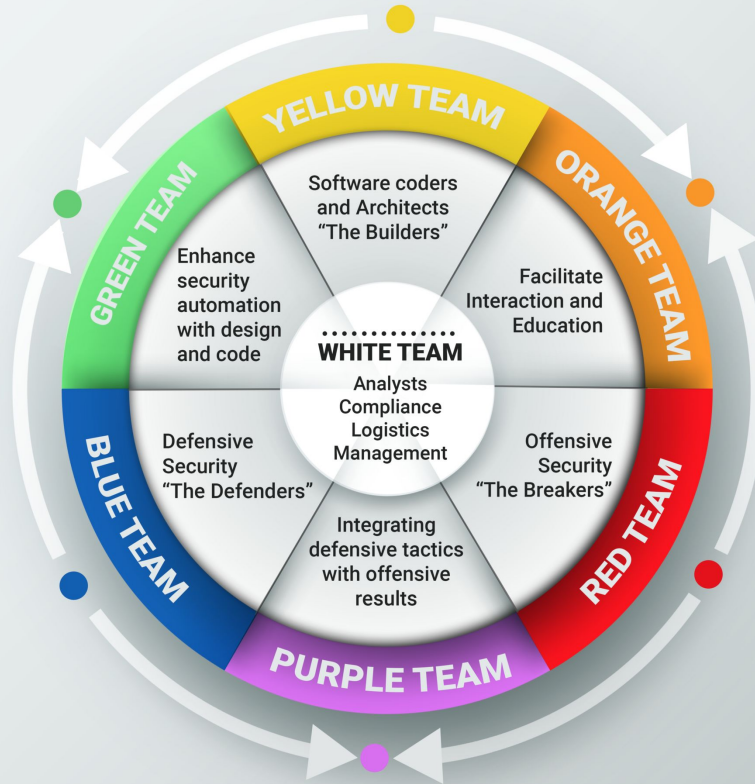 YELLOW TEAM
Software coders
and Architects
“The Builders”
ORANGE TEAM
Facilitate
Interaction and
Education
RED TEAM
Offensive
Security
“The Breakers”
PURPLE TEAM
Integrating
defensive tactics
with offensive
results
BLUE TEAM
Defensive
Security
“The Defenders”
GREEN TEAM
Enhance
security
automation
with design
and code
WHITE TEAM
Analysts
Compliance
Logistics
Management